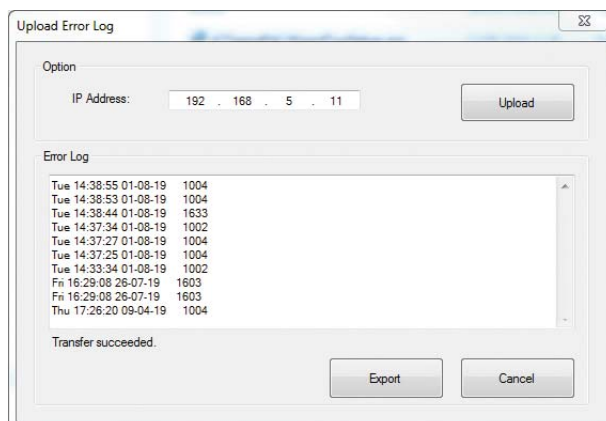 Upload Error Log
Option
IP Address: 192 . 168 . 5 . 11 Upload
Error Log
Tue 14:38:55 01-08-19 1004
Tue 14:38:53 01-08-19 1004
Tue 14:38:44 01-08-19 1633
Tue 14:37:34 01-08-19 1002
Tue 14:37:27 01-08-19 1004
Tue 14:37:25 01-08-19 1004
Tue 14:33:34 01-08-19 1002
Fri 16:29:08 26-07-19 1603
Fri 16:29:08 26-07-19 1603
Thu 17:26:20 09-04-19 1004
Transfer succeeded.
Export Cancel